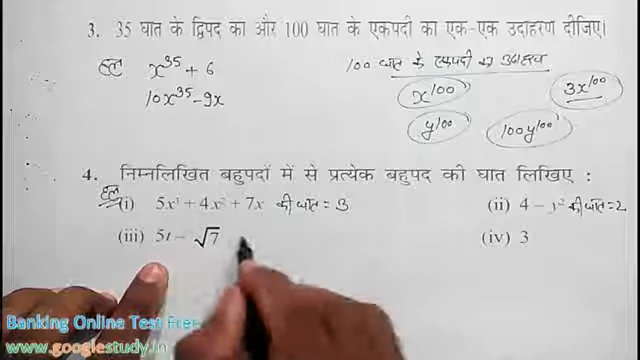 3. 35 घात के द्विपद का और 100 घात के एकपदी का एक-एक उदाहरण दीजिए।
हल x³⁵ + 6 100 घात के एकपदी का उदाहरण
10x³⁵ - 9x x¹⁰⁰ 3x¹⁰⁰
y¹⁰⁰ 100y¹⁰⁰
4. निम्नलिखित बहुपदों में से प्रत्येक बहुपद की घात लिखिए :
हल
(i) 5x³ + 4x² + 7x की घात = 3 (ii) 4 – y² की घात = 2
(iii) 5t – √7 (iv) 3
Banking Online Test Free
www.googlestudy.in